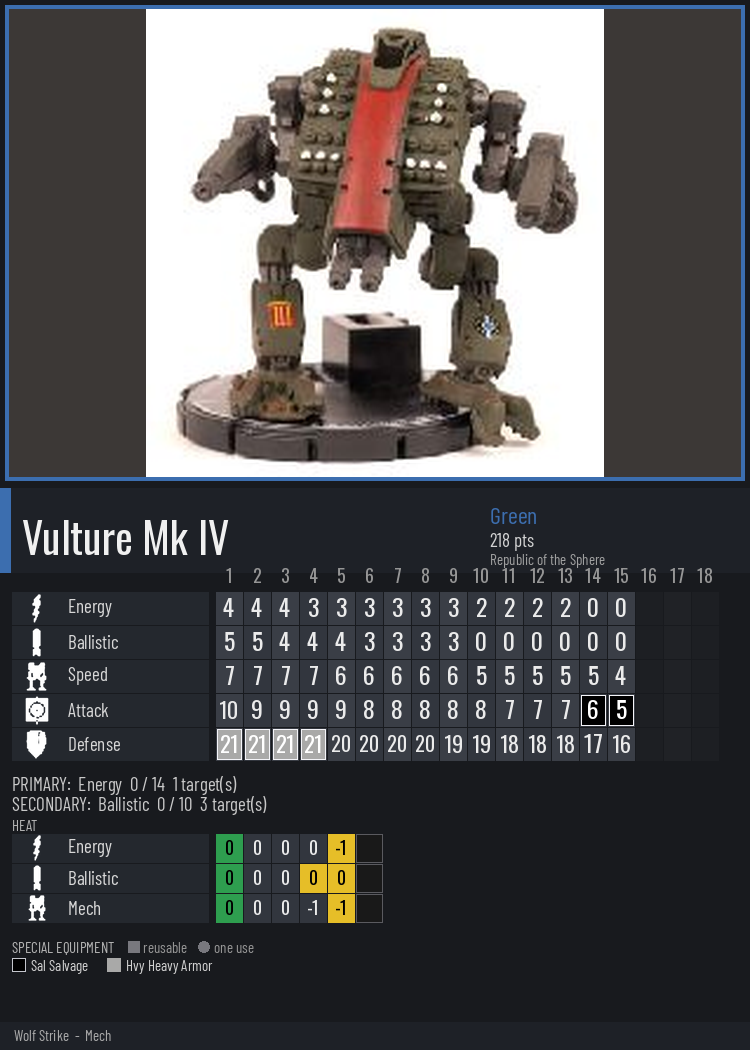 Vulture Mk IV
Green
218 pts
Republic of the Sphere
1 2 3 4 5 6 7 8 9 10 11 12 13 14 15 16 17 18
Energy 4 4 4 3 3 3 3 3 3 2 2 2 2 0 0
Ballistic 5 5 4 4 4 3 3 3 3 0 0 0 0 0 0
Speed 7 7 7 7 6 6 6 6 6 5 5 5 5 5 4
Attack 10 9 9 9 9 8 8 8 8 8 7 7 7 6 5
Defense 21 21 21 21 20 20 20 20 19 19 18 18 18 17 16
PRIMARY: Energy 0 / 14 1 target(s)
SECONDARY: Ballistic 0 / 10 3 target(s)
HEAT
Energy 0 0 0 0 -1
Ballistic 0 0 0 0 0
Mech 0 0 0 -1 -1
SPECIAL EQUIPMENT reusable one use
Sal Salvage Hvy Heavy Armor
Wolf Strike - Mech